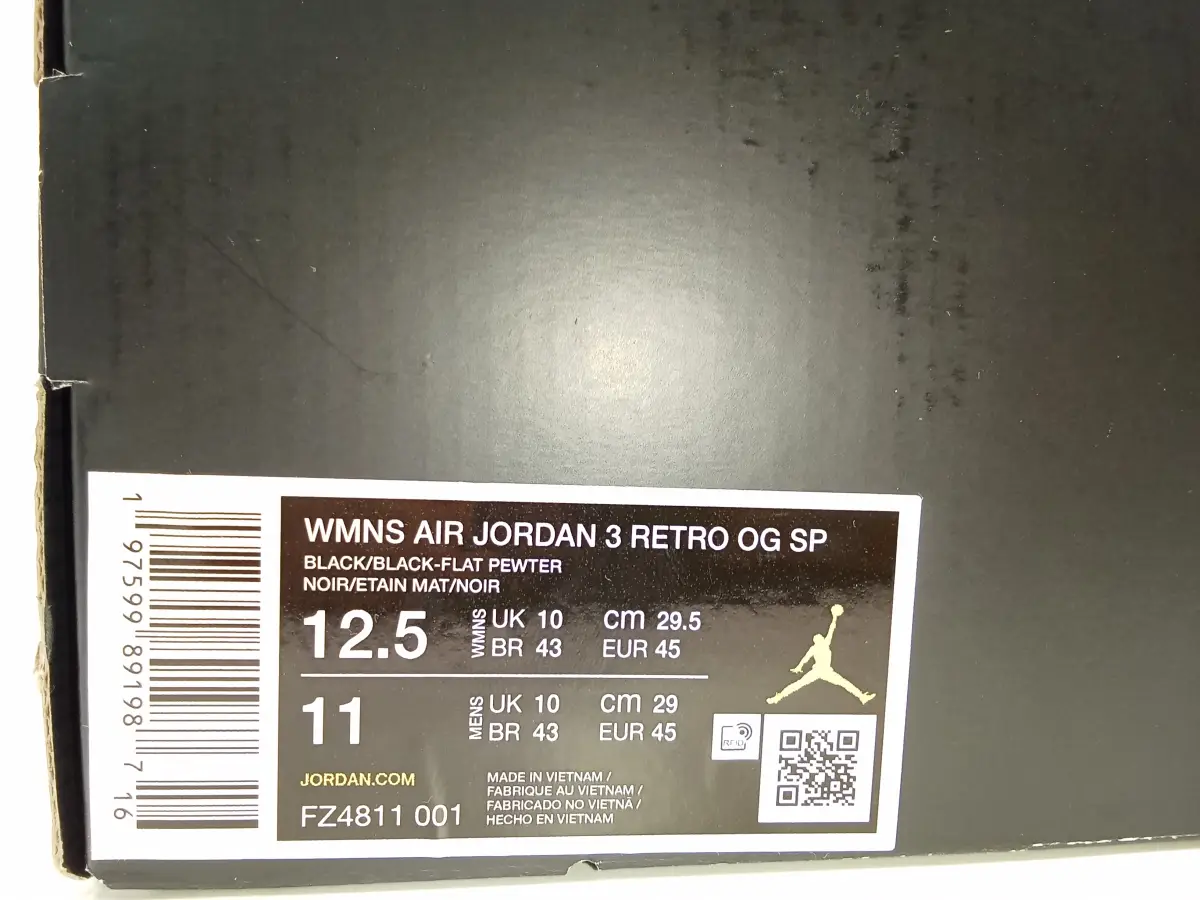 WMNS AIR JORDAN 3 RETRO OG SP
BLACK/BLACK-FLAT PEWTER
NOIR/ETAIN MAT/NOIR
12.5 WMNS UK 10 cm 29.5
BR 43 EUR 45
11 MENS UK 10 cm 29
BR 43 EUR 45
JORDAN.COM
FZ4811 001
MADE IN VIETNAM /
FABRIQUE AU VIETNAM /
FABRICADO NO VIETNÃ /
HECHO EN VIETNAM
RFID
1 97599 89198 7 16